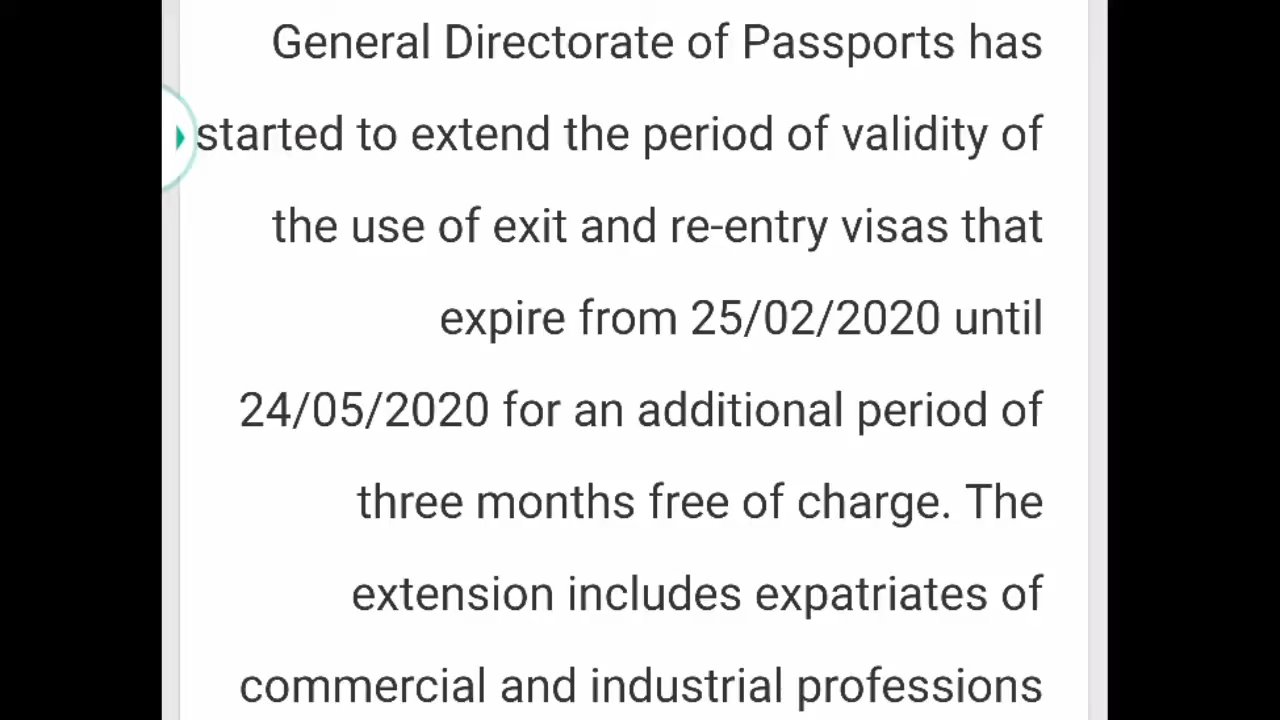 General Directorate of Passports has
started to extend the period of validity of
the use of exit and re-entry visas that
expire from 25/02/2020 until
24/05/2020 for an additional period of
three months free of charge. The
extension includes expatriates of
commercial and industrial professions